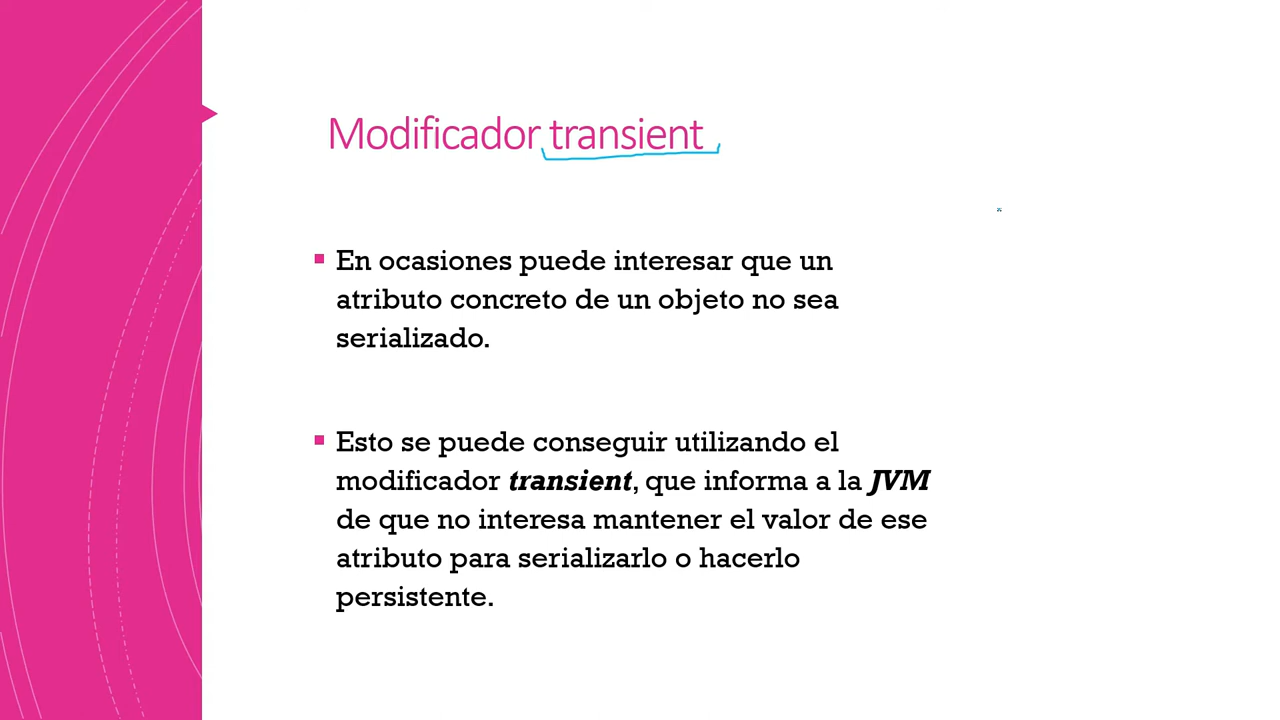 Modificador transient
En ocasiones puede interesar que un
atributo concreto de un objeto no sea
serializado.
Esto se puede conseguir utilizando el
modificador transient, que informa a la JVM
de que no interesa mantener el valor de ese
atributo para serializarlo o hacerlo
persistente.